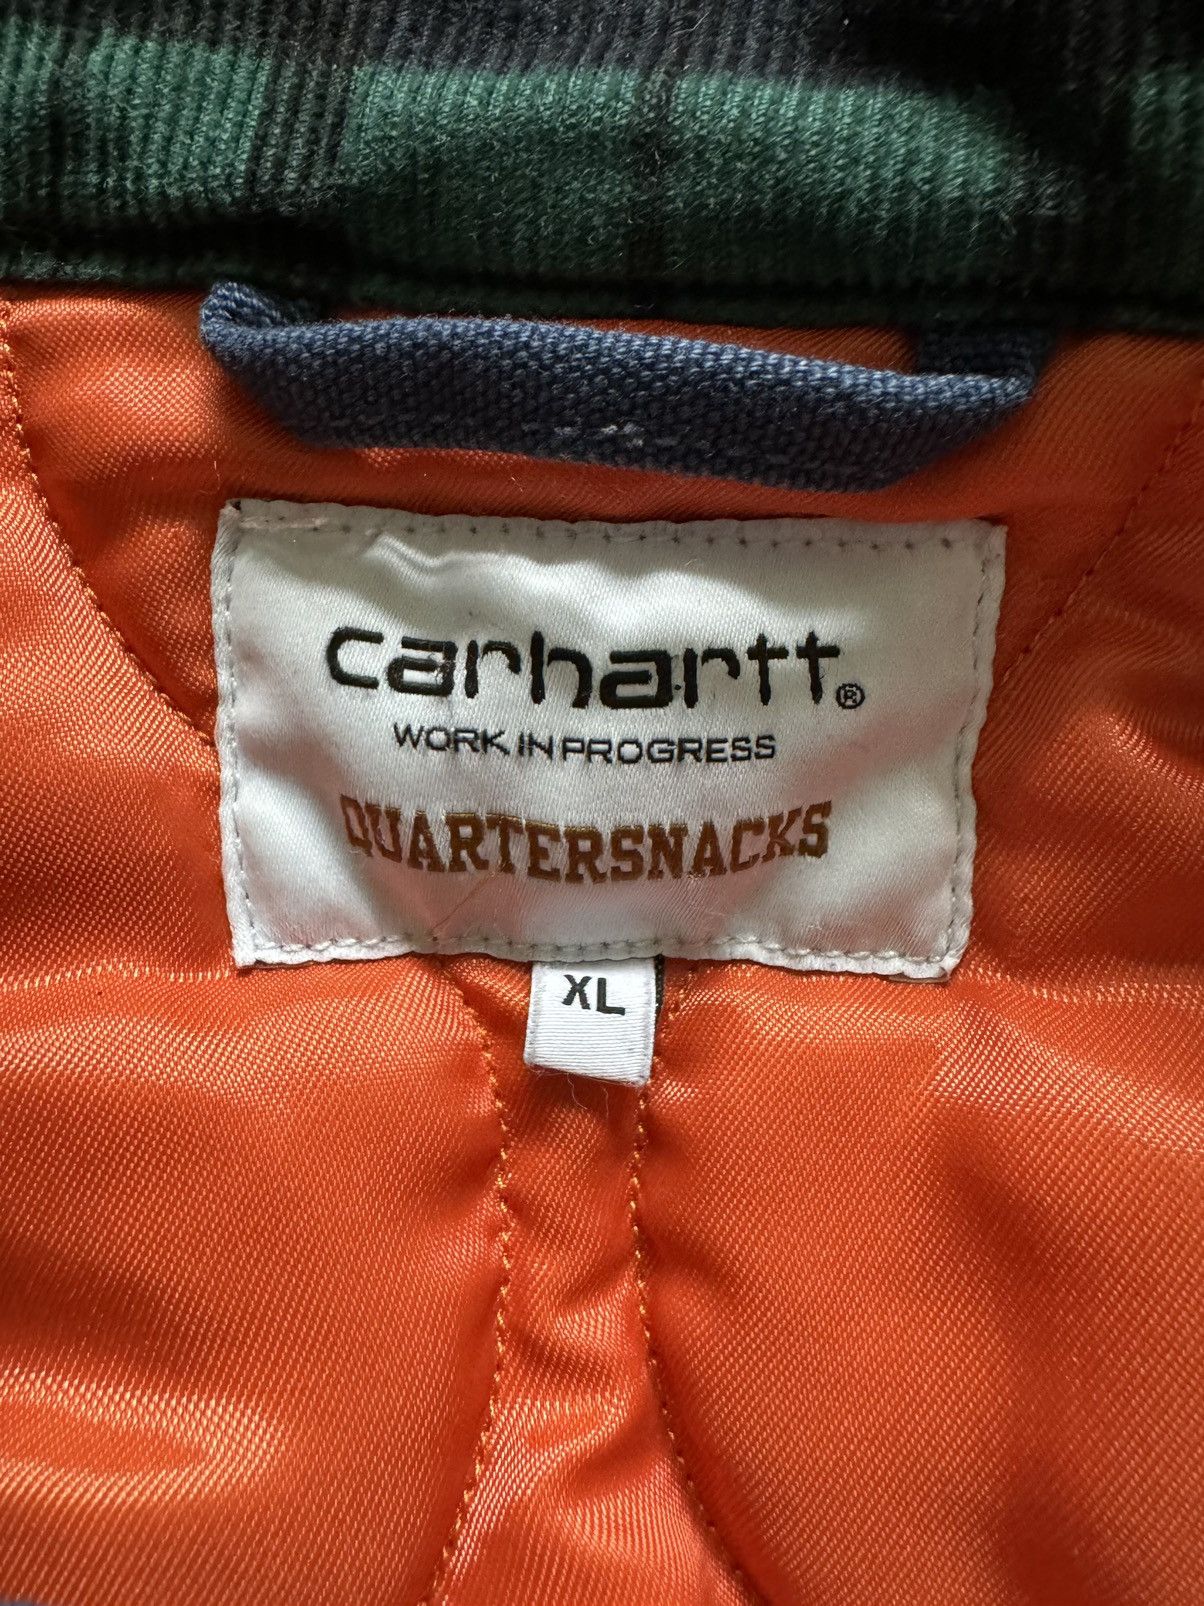 carhartt®
WORK IN PROGRESS
QUARTERSNACKS
XL